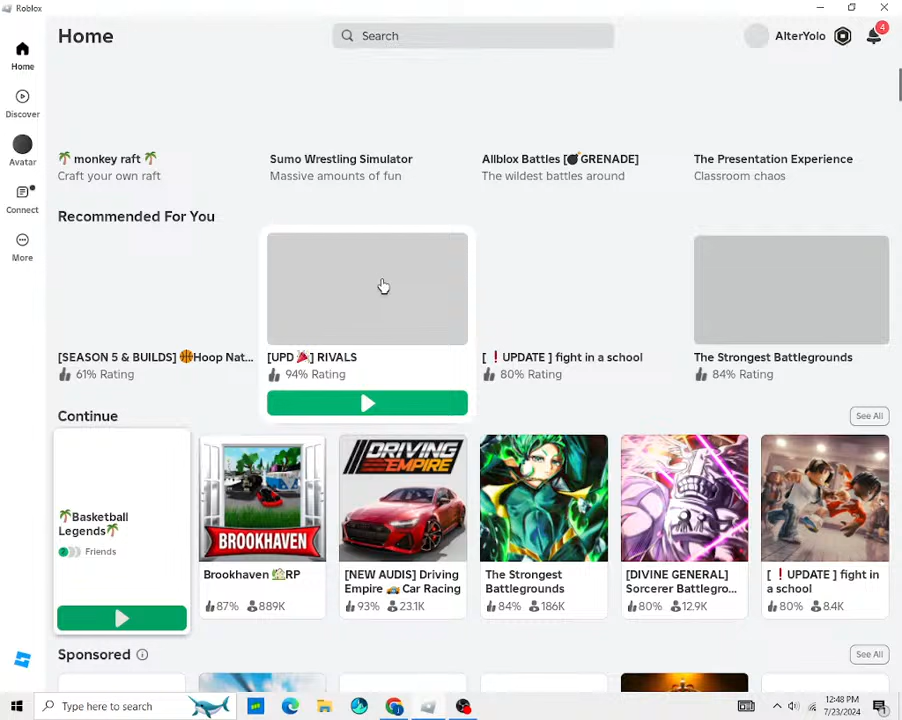 Roblox
Home
Search
AlterYolo
4
Home
Discover
Avatar
Connect
More
🌴 monkey raft 🌴
Craft your own raft
Sumo Wrestling Simulator
Massive amounts of fun
Allblox Battles [💣GRENADE]
The wildest battles around
The Presentation Experience
Classroom chaos
Recommended For You
[SEASON 5 & BUILDS] 🏀Hoop Nat...
61% Rating
[UPD 🎉] RIVALS
94% Rating
[ ❗UPDATE ] fight in a school
80% Rating
The Strongest Battlegrounds
84% Rating
Continue
See All
🌴Basketball
Legends🌴
Friends
BROOKHAVEN
Brookhaven 🏡RP
87% 889K
DRIVING
EMPIRE
[NEW AUDIS] Driving
Empire 🚗 Car Racing
93% 23.1K
The Strongest
Battlegrounds
84% 186K
[DIVINE GENERAL]
Sorcerer Battlegro...
80% 12.9K
[ ❗UPDATE ] fight in
a school
80% 8.4K
Sponsored
See All
Type here to search
12:48 PM
7/23/2024